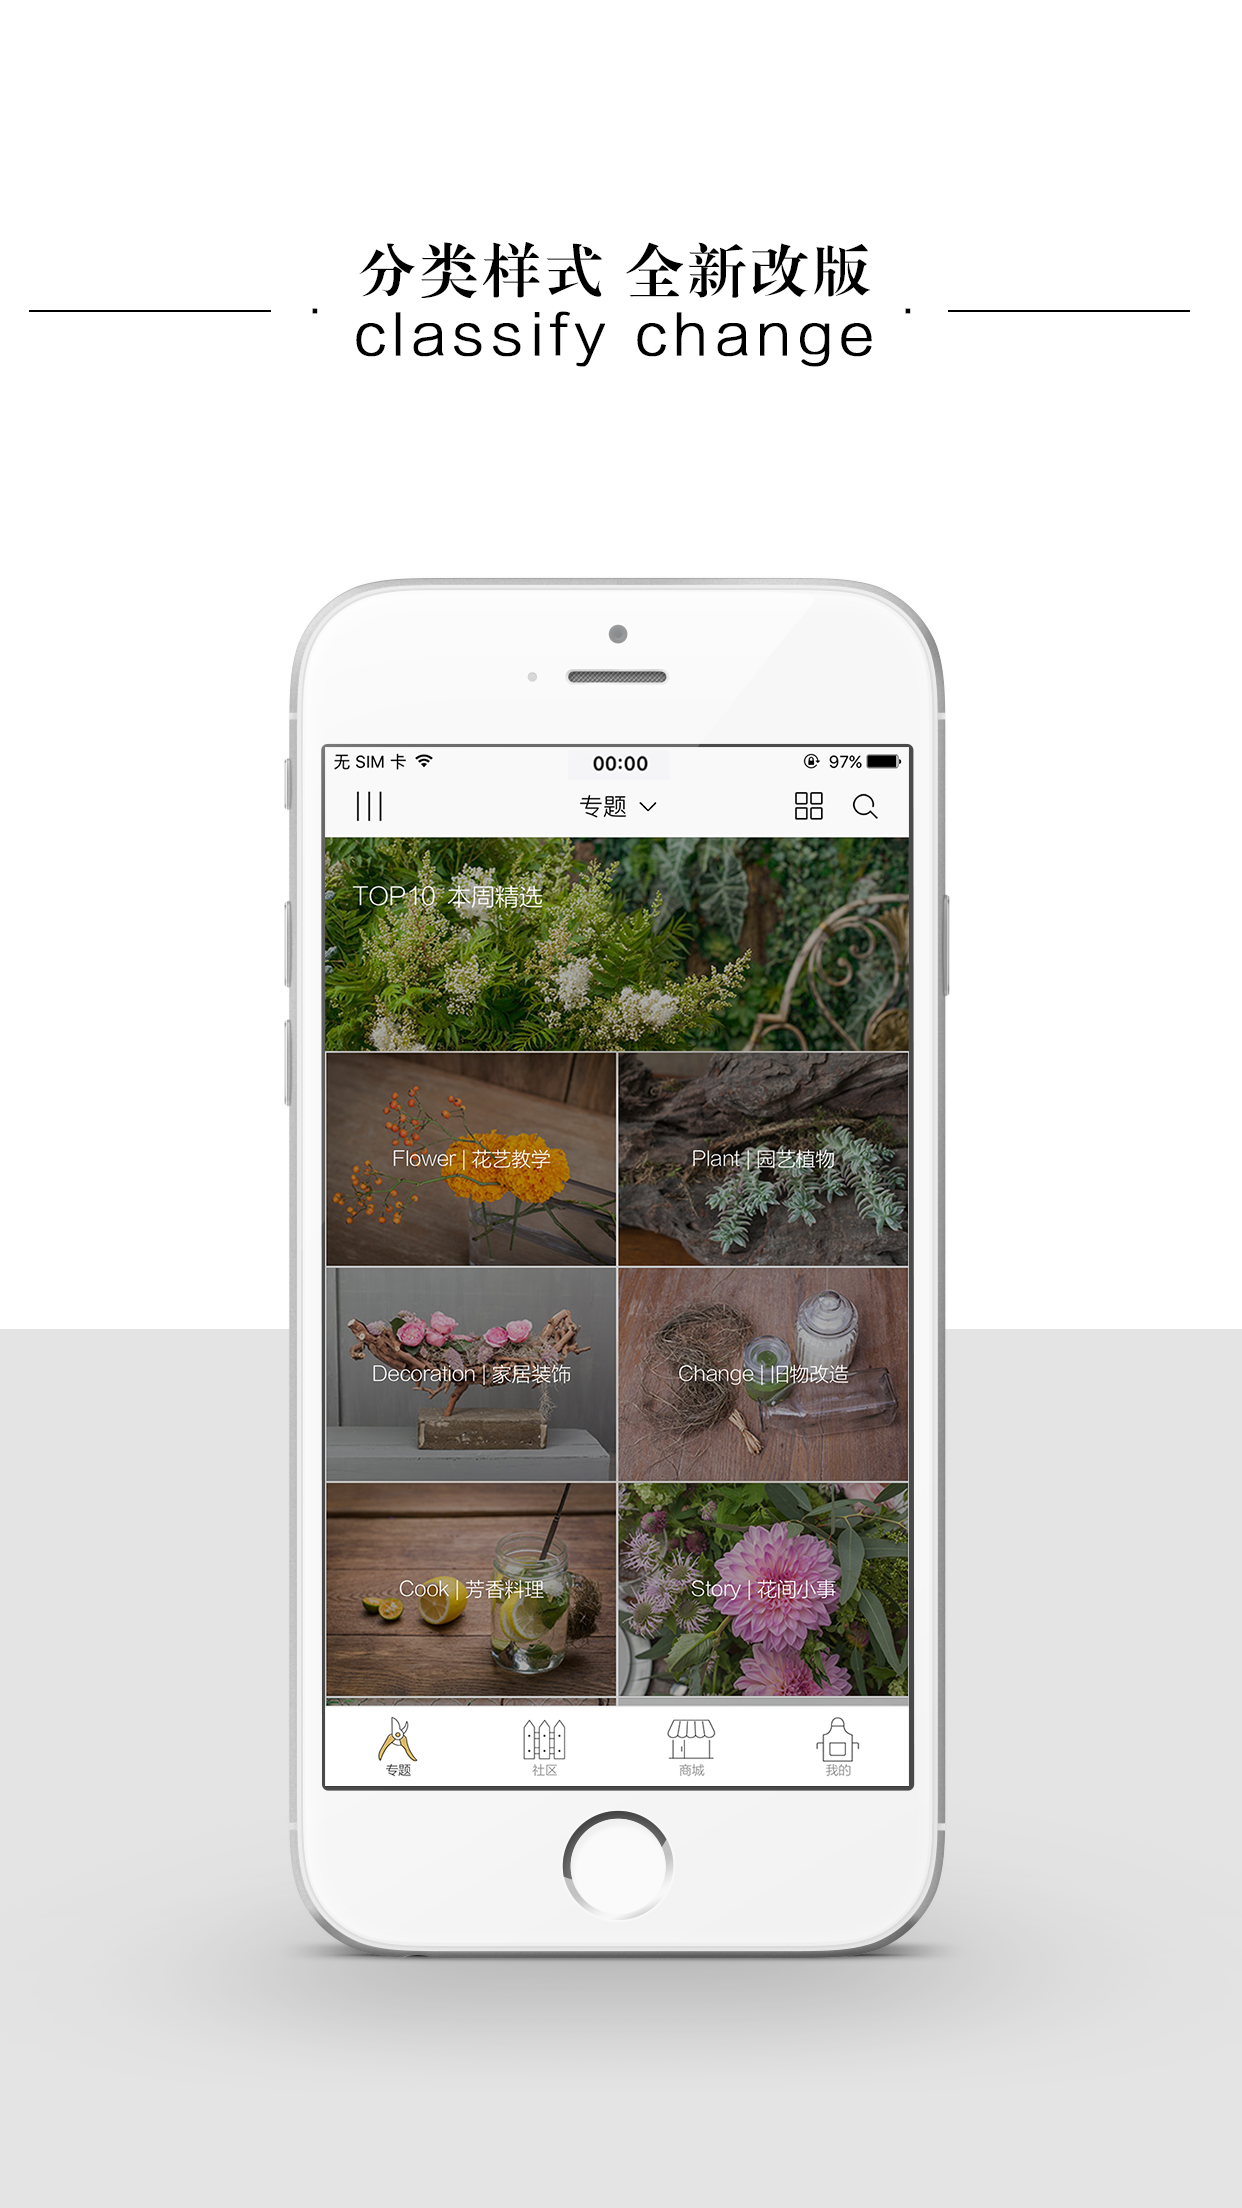 分类样式 全新改版
classify change
无 SIM 卡 00:00 97%
专题
TOP10 本周精选
Flower | 花艺教学
Plant | 园艺植物
Decoration | 家居装饰
Change | 旧物改造
Cook | 芳香料理
Story | 花间小事
专题 社区 商城 我的